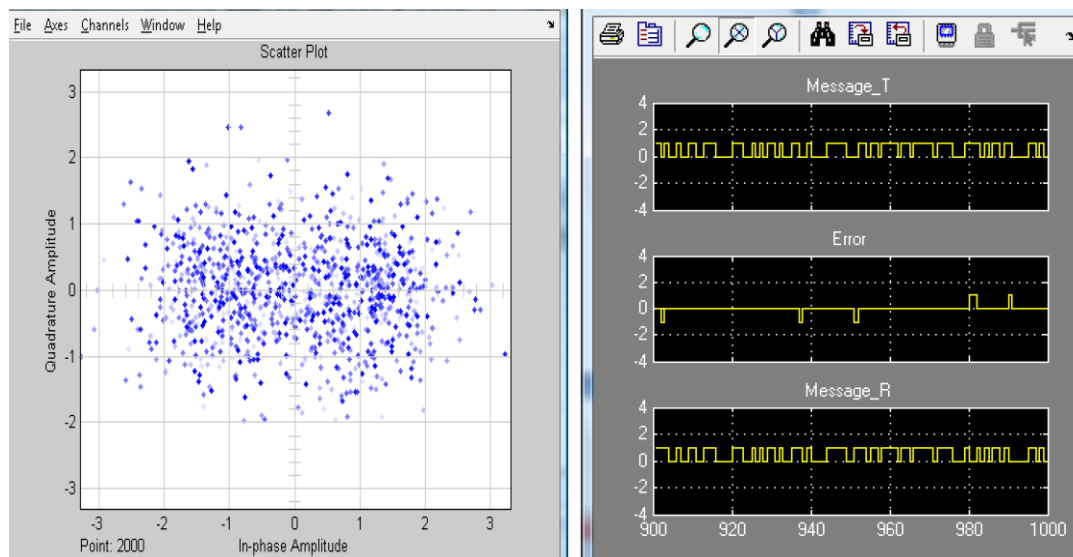 File Axes Channels Window Help
Scatter Plot
3
2
1
0
-1
-2
-3
Quadrature Amplitude
-3 -2 -1 0 1 2 3
Point: 2000 In-phase Amplitude
Message_T
4
2
0
-2
-4
Error
4
2
0
-2
-4
Message_R
4
2
0
-2
-4
900 920 940 960 980 1000